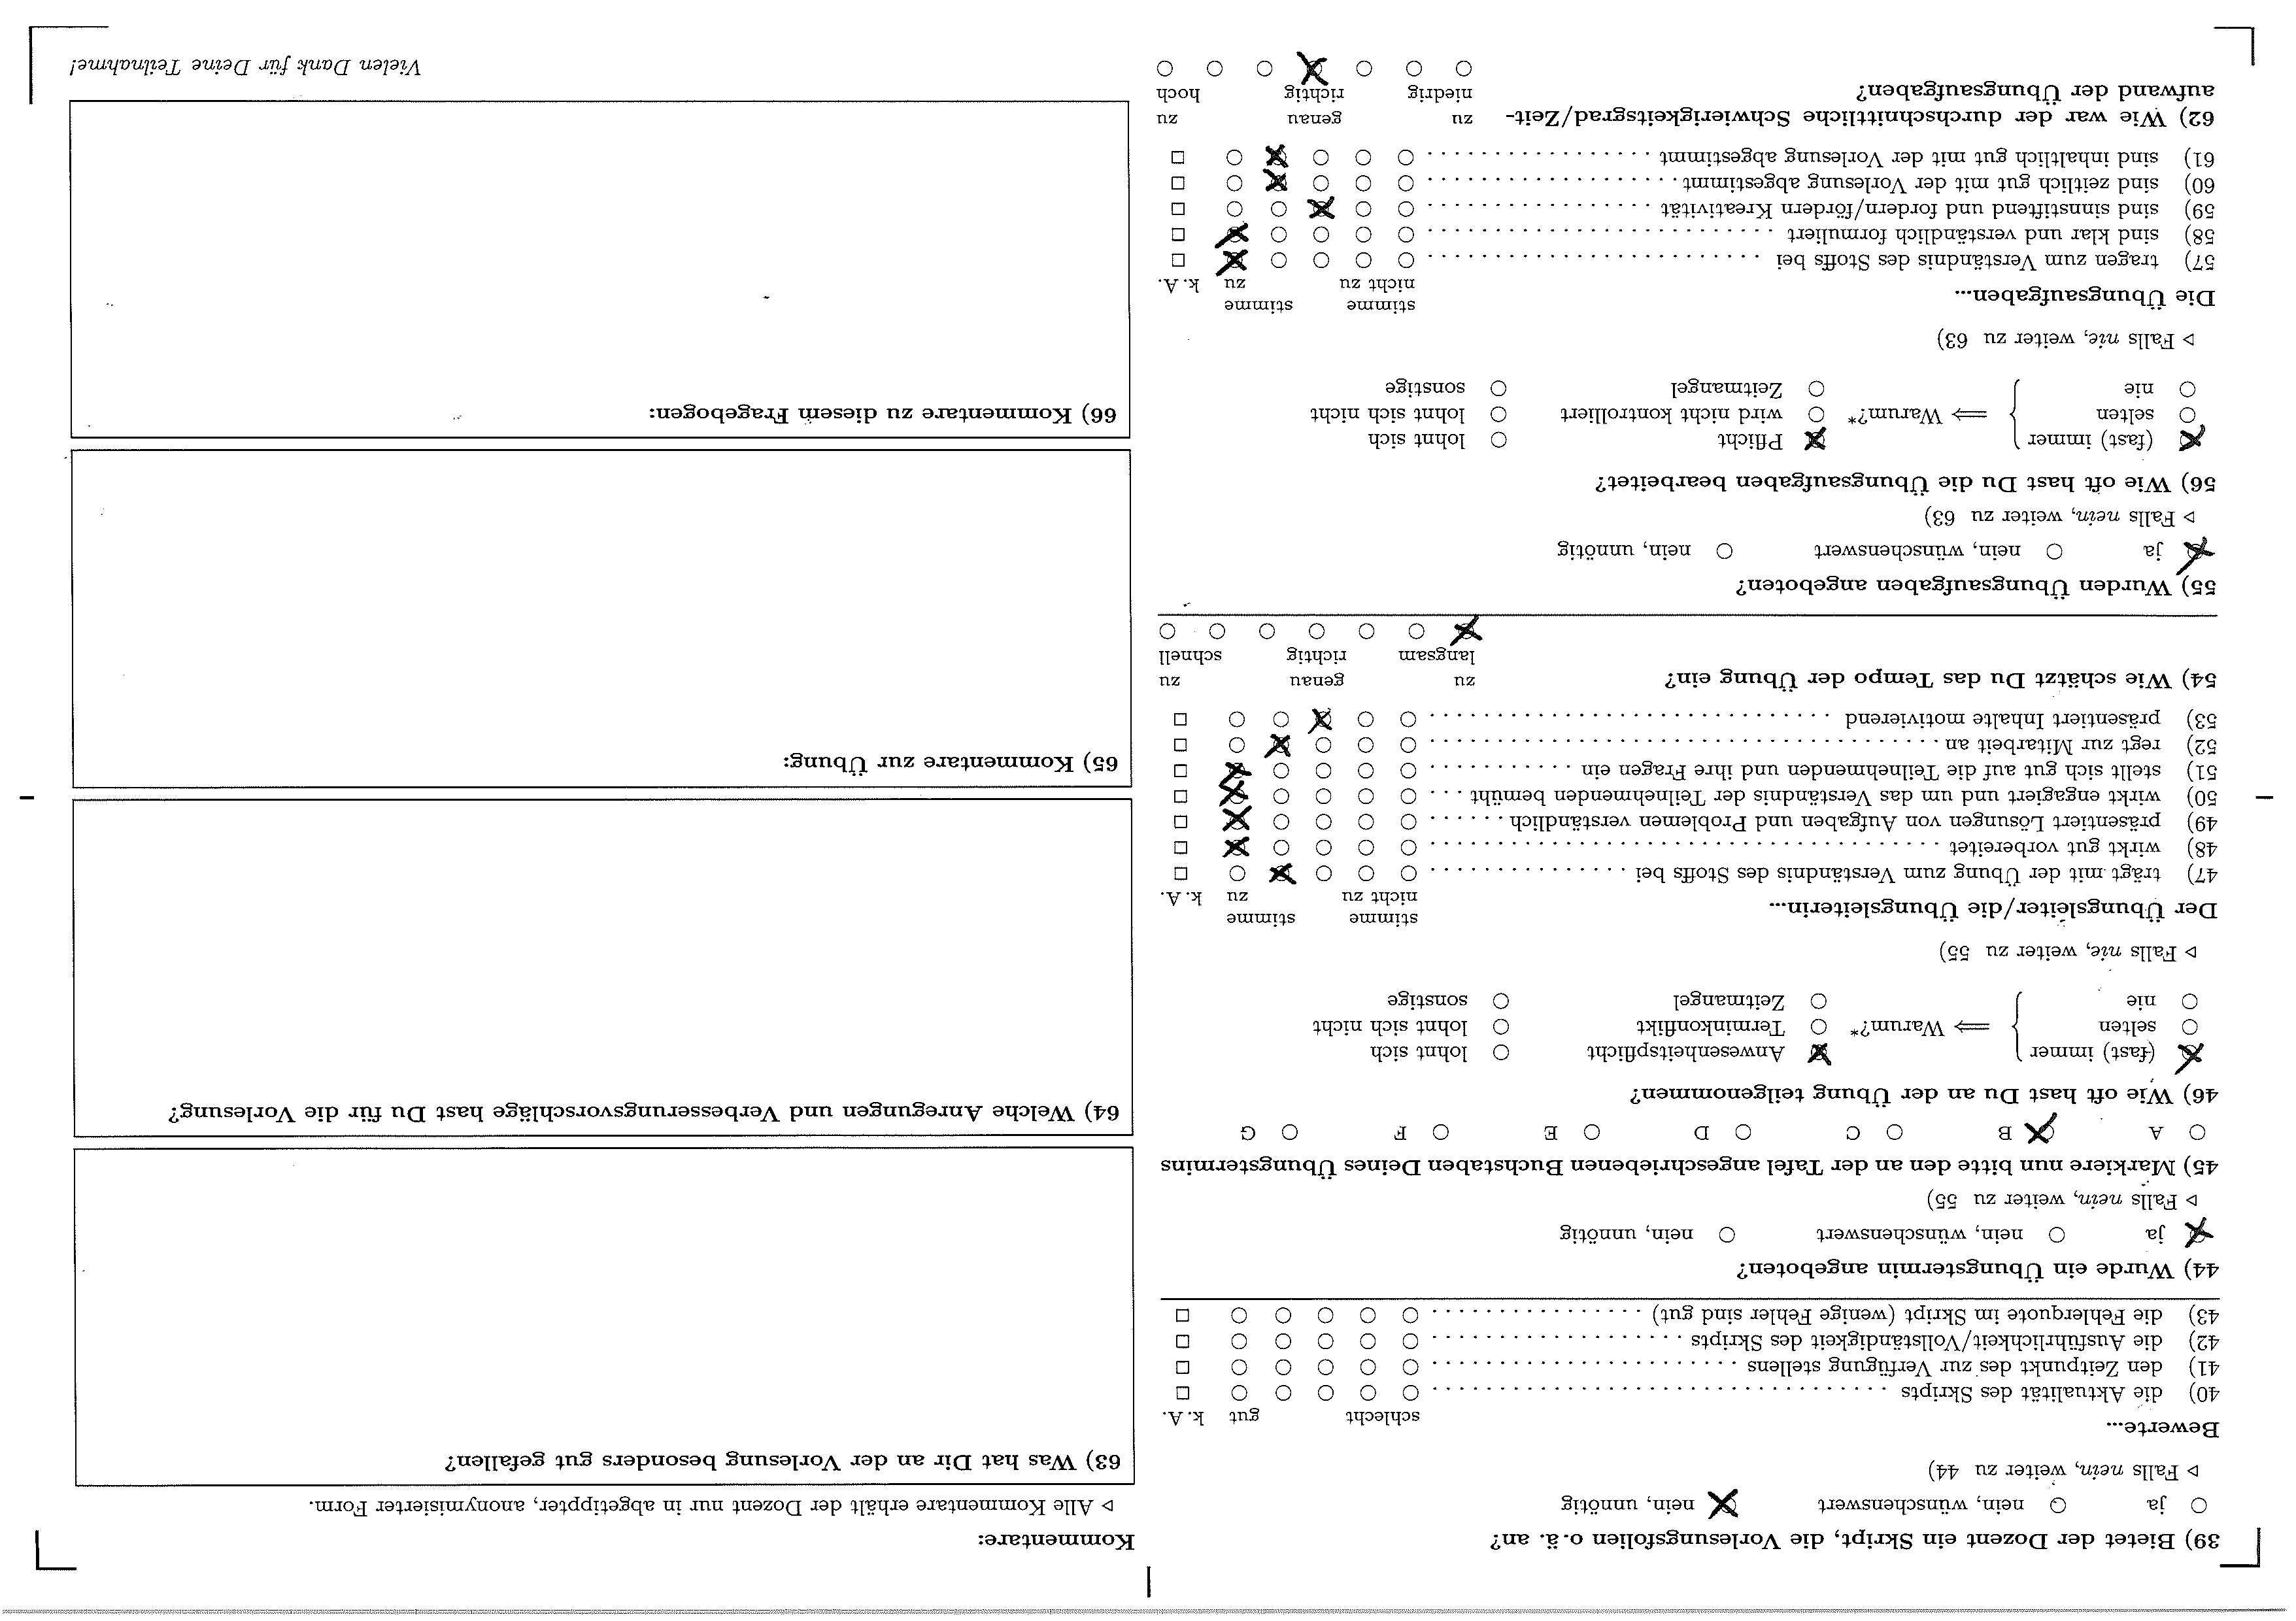 39) Bietet der Dozent ein Skript, die Vorlesungsfolien o.ä. an?
ja nein, wünschenswert nein, unnötig
▷ Falls nein, weiter zu 44)
Bewerte...
schlecht gut k.A.
40) die Aktualität des Skripts
41) den Zeitpunkt des zur Verfügung stellens
42) die Ausführlichkeit/Vollständigkeit des Skripts
43) die Fehlerquote im Skript (wenige Fehler sind gut)
44) Wurde ein Übungstermin angeboten?
ja nein, wünschenswert nein, unnötig
▷ Falls nein, weiter zu 55)
45) Markiere nun bitte den an der Tafel angeschriebenen Buchstaben Deines Übungstermins
A B C D E F G
46) Wie oft hast Du an der Übung teilgenommen?
(fast) immer Anwesenheitspflicht lohnt sich
selten ⟹ Warum?* Terminkonflikt lohnt sich nicht
nie Zeitmangel sonstige
▷ Falls nie, weiter zu 55)
Der Übungsleiter/die Übungsleiterin...
stimme stimme
nicht zu zu k.A.
47) trägt mit der Übung zum Verständnis des Stoffs bei
48) wirkt gut vorbereitet
49) präsentiert Lösungen von Aufgaben und Problemen verständlich
50) wirkt engagiert und um das Verständnis der Teilnehmenden bemüht
51) stellt sich gut auf die Teilnehmenden und ihre Fragen ein
52) regt zur Mitarbeit an
53) präsentiert Inhalte motivierend
54) Wie schätzt Du das Tempo der Übung ein?
zu genau zu
langsam richtig schnell
55) Wurden Übungsaufgaben angeboten?
ja nein, wünschenswert nein, unnötig
▷ Falls nein, weiter zu 63)
56) Wie oft hast Du die Übungsaufgaben bearbeitet?
(fast) immer Pflicht lohnt sich
selten ⟹ Warum?* wird nicht kontrolliert lohnt sich nicht
nie Zeitmangel sonstige
▷ Falls nie, weiter zu 63)
Die Übungsaufgaben...
stimme stimme
nicht zu zu k.A.
57) tragen zum Verständnis des Stoffs bei
58) sind klar und verständlich formuliert
59) sind sinnstiftend und fordern/fördern Kreativität
60) sind zeitlich gut mit der Vorlesung abgestimmt
61) sind inhaltlich gut mit der Vorlesung abgestimmt
62) Wie war der durchschnittliche Schwierigkeitsgrad/Zeit-
aufwand der Übungsaufgaben?
zu genau zu
niedrig richtig hoch
Kommentare:
▷ Alle Kommentare erhält der Dozent nur in abgetippter, anonymisierter Form.
63) Was hat Dir an der Vorlesung besonders gut gefallen?
64) Welche Anregungen und Verbesserungsvorschläge hast Du für die Vorlesung?
65) Kommentare zur Übung:
66) Kommentare zu diesem Fragebogen:
Vielen Dank für Deine Teilnahme!